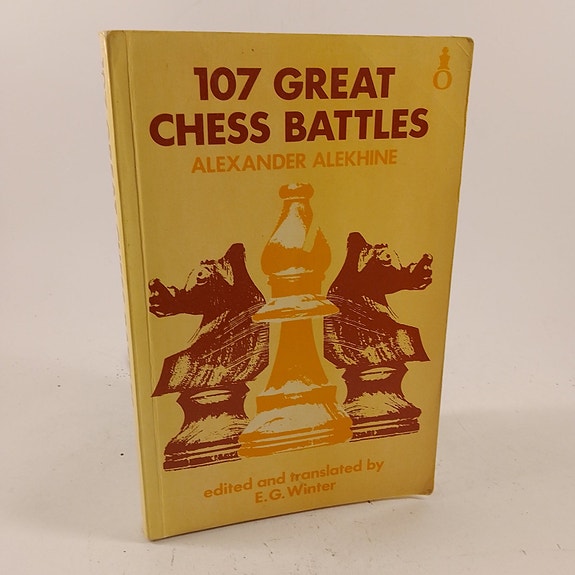 107 GREAT
CHESS BATTLES
ALEXANDER ALEKHINE
edited and translated by
E.G. Winter